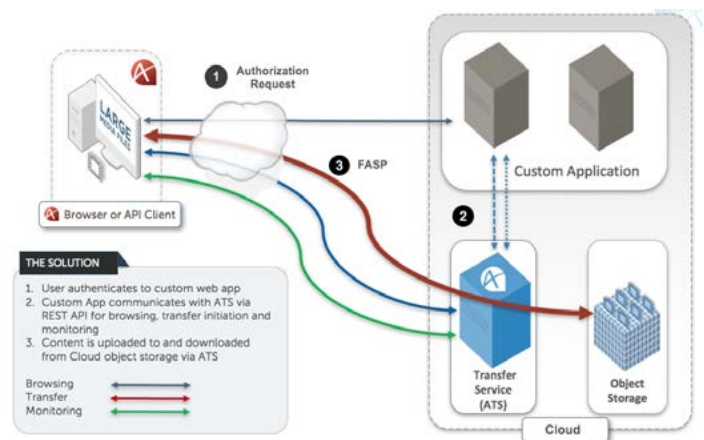 1
Authorization
Request
LARGE
MEDIA FILES
3 FASP
Custom Application
2
Browser or API Client
THE SOLUTION
1. User authenticates to custom web app
2. Custom App communicates with ATS via
REST API for browsing, transfer initiation and
monitoring
3. Content is uploaded to and downloaded
from Cloud object storage via ATS
Browsing
Transfer
Monitoring
Transfer
Service
(ATS)
Object
Storage
Cloud